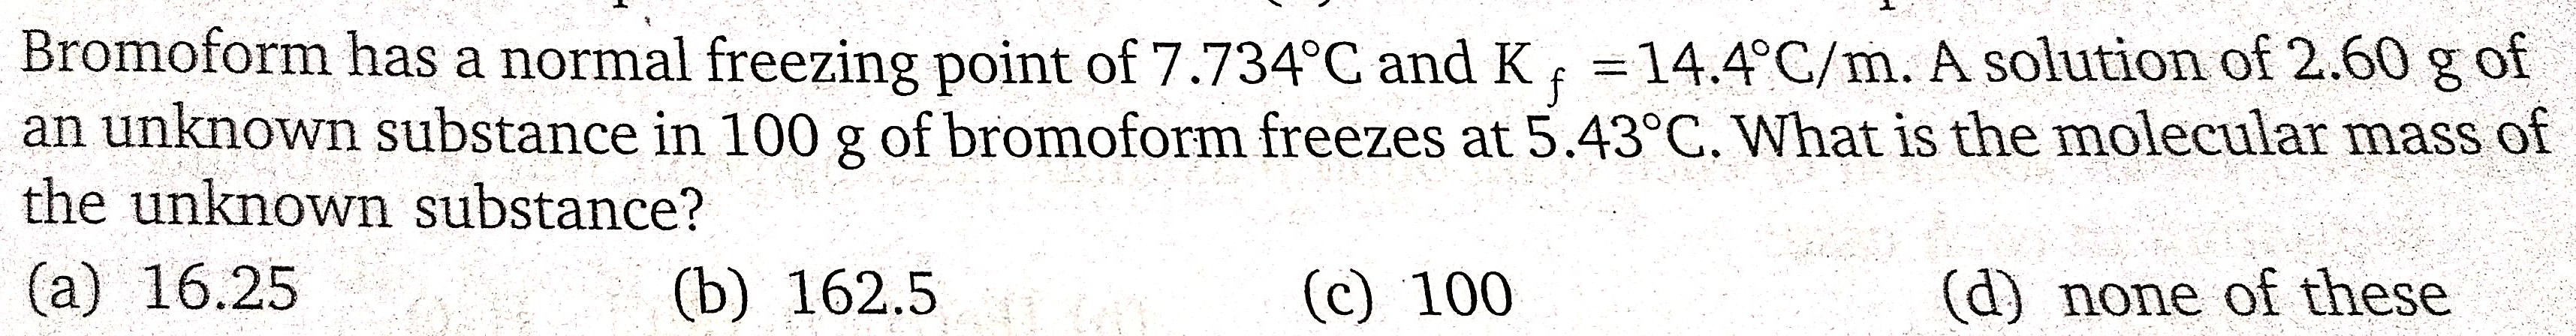 Bromoform has a normal freezing point of 7.734°C and K f = 14.4°C/m. A solution of 2.60 g of
an unknown substance in 100 g of bromoform freezes at 5.43°C. What is the molecular mass of
the unknown substance?
(a) 16.25 (b) 162.5 (c) 100 (d) none of these